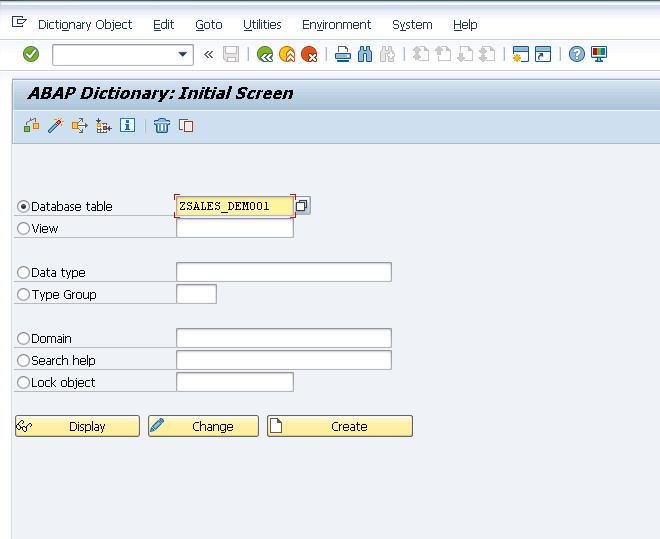 Dictionary Object Edit Goto Utilities Environment System Help
ABAP Dictionary: Initial Screen
Database table ZSALES_DEMO01
View
Data type
Type Group
Domain
Search help
Lock object
Display Change Create